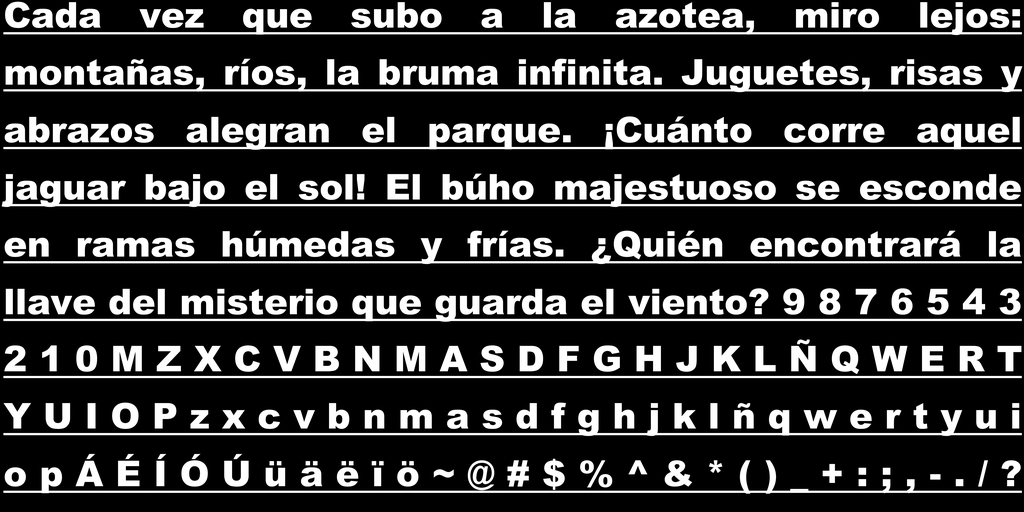 Cada vez que subo a la azotea, miro lejos:
montañas, ríos, la bruma infinita. Juguetes, risas y
abrazos alegran el parque. ¡Cuánto corre aquel
jaguar bajo el sol! El búho majestuoso se esconde
en ramas húmedas y frías. ¿Quién encontrará la
llave del misterio que guarda el viento? 9 8 7 6 5 4 3
2 1 0 M Z X C V B N M A S D F G H J K L Ñ Q W E R T
Y U I O P z x c v b n m a s d f g h j k l ñ q w e r t y u i
o p Á É Í Ó Ú ü ä ë ï ö ~ @ # $ % ^ & * ( ) _ + : ; , - . / ?